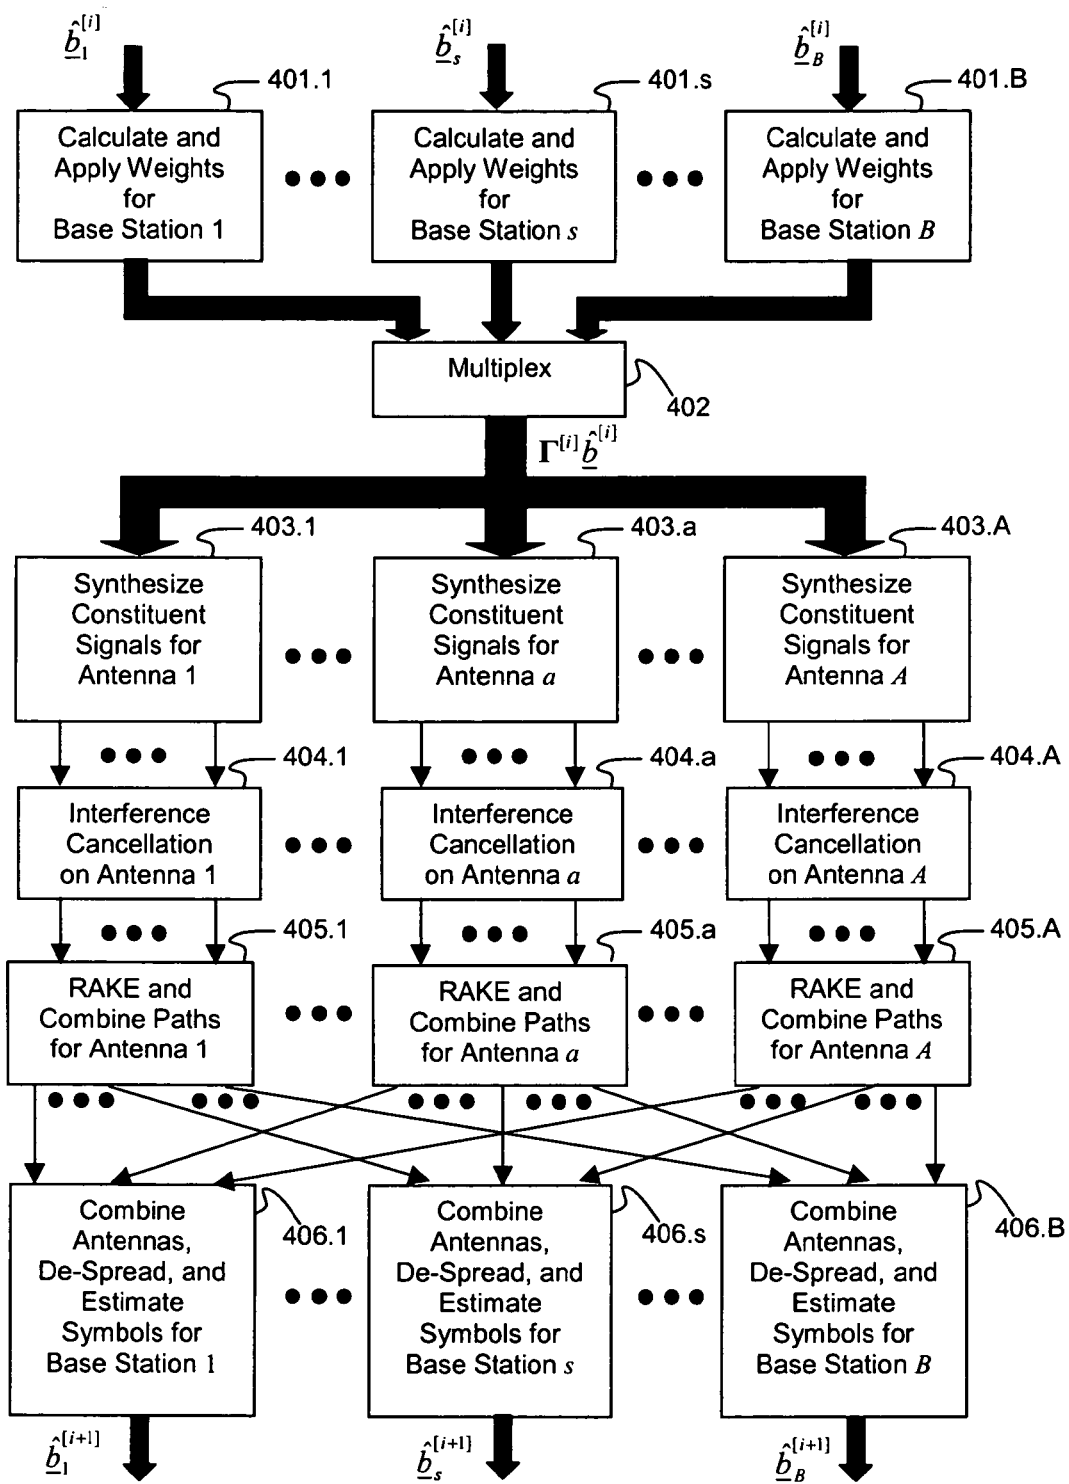 b̂₁^[i] b̂ₛ^[i] b̂_B^[i]
401.1 401.s 401.B
Calculate and
Apply Weights
for
Base Station 1
Calculate and
Apply Weights
for
Base Station s
Calculate and
Apply Weights
for
Base Station B
Multiplex
402
Γ^[i] b̂^[i]
403.1 403.a 403.A
Synthesize
Constituent
Signals for
Antenna 1
Synthesize
Constituent
Signals for
Antenna a
Synthesize
Constituent
Signals for
Antenna A
404.1 404.a 404.A
Interference
Cancellation
on Antenna 1
Interference
Cancellation
on Antenna a
Interference
Cancellation
on Antenna A
405.1 405.a 405.A
RAKE and
Combine Paths
for Antenna 1
RAKE and
Combine Paths
for Antenna a
RAKE and
Combine Paths
for Antenna A
406.1 406.s 406.B
Combine
Antennas,
De-Spread, and
Estimate
Symbols for
Base Station 1
Combine
Antennas,
De-Spread, and
Estimate
Symbols for
Base Station s
Combine
Antennas,
De-Spread, and
Estimate
Symbols for
Base Station B
b̂₁^[i+1] b̂ₛ^[i+1] b̂_B^[i+1]